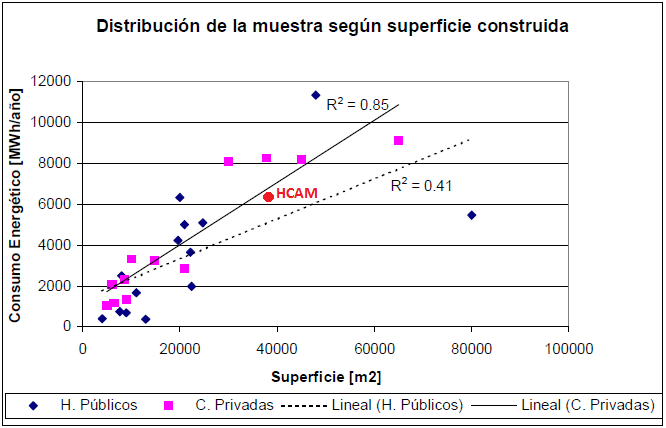 Distribución de la muestra según superficie construida
Consumo Energético [MWh/año]
12000
10000
8000
6000
4000
2000
0
R² = 0.85
HCAM
R² = 0.41
0 20000 40000 60000 80000 100000
Superficie [m2]
H. Públicos C. Privadas Lineal (H. Públicos) Lineal (C. Privadas)